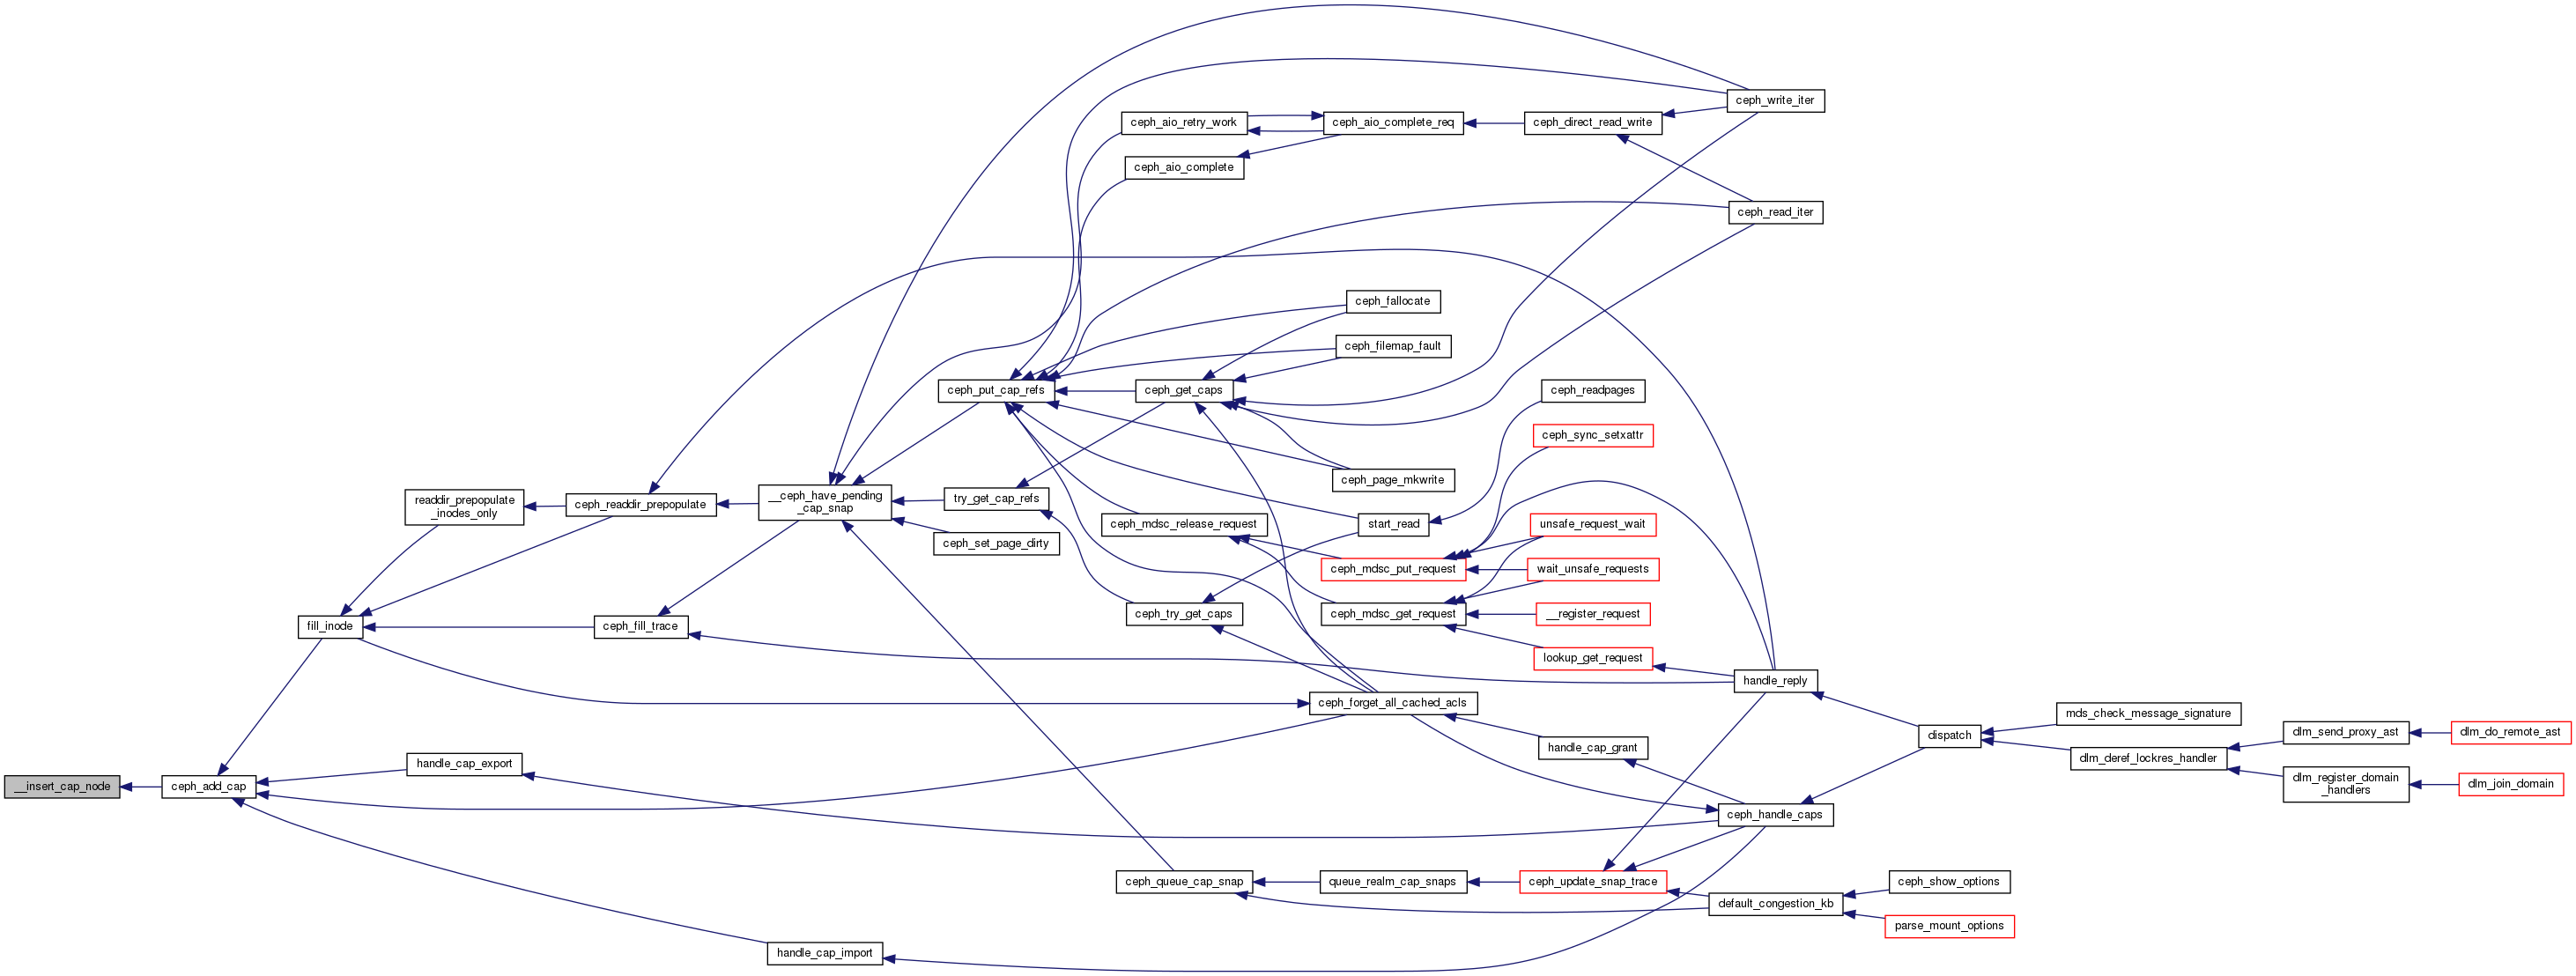 __insert_cap_node
ceph_add_cap
fill_inode
handle_cap_export
readdir_prepopulate
_inodes_only
ceph_readdir_prepopulate
ceph_fill_trace
handle_cap_import
__ceph_have_pending
_cap_snap
ceph_put_cap_refs
try_get_cap_refs
ceph_set_page_dirty
ceph_aio_retry_work
ceph_aio_complete
ceph_get_caps
ceph_mdsc_release_request
ceph_try_get_caps
ceph_queue_cap_snap
ceph_aio_complete_req
ceph_fallocate
ceph_filemap_fault
ceph_page_mkwrite
start_read
ceph_mdsc_put_request
ceph_mdsc_get_request
ceph_forget_all_cached_acls
queue_realm_cap_snaps
ceph_direct_read_write
ceph_readpages
ceph_sync_setxattr
unsafe_request_wait
wait_unsafe_requests
__register_request
lookup_get_request
handle_cap_grant
ceph_update_snap_trace
ceph_write_iter
ceph_read_iter
handle_reply
ceph_handle_caps
default_congestion_kb
dispatch
ceph_show_options
parse_mount_options
mds_check_message_signature
dlm_deref_lockres_handler
dlm_send_proxy_ast
dlm_register_domain
_handlers
dlm_do_remote_ast
dlm_join_domain